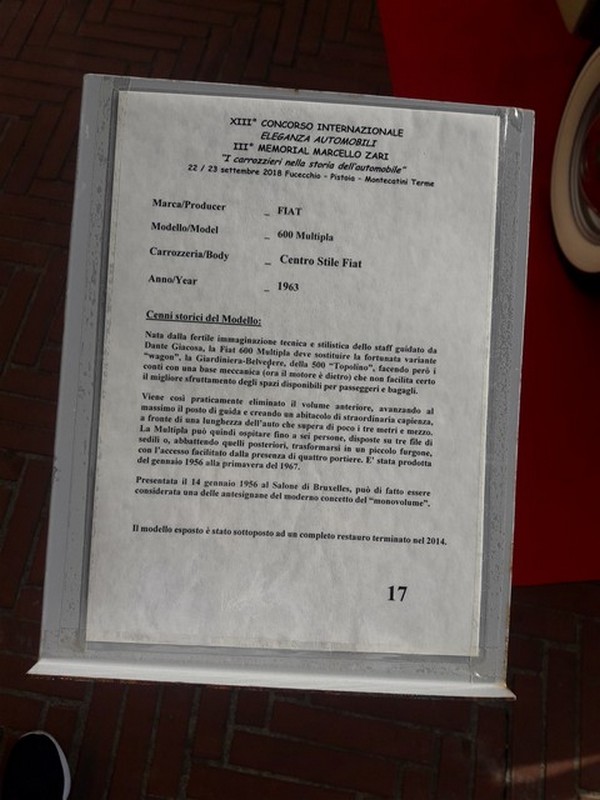 XIII° CONCORSO INTERNAZIONALE
ELEGANZA AUTOMOBILI
III° MEMORIAL MARCELLO ZARI
"I carrozzieri nella storia dell'automobile"
22 / 23 settembre 2018 Fucecchio - Pistoia - Montecatini Terme
Marca/Producer _ FIAT
Modello/Model _ 600 Multipla
Carrozzeria/Body _ Centro Stile Fiat
Anno/Year _ 1963
Cenni storici del Modello:
Nata dalla fertile immaginazione tecnica e stilistica dello staff guidato da
Dante Giacosa, la Fiat 600 Multipla deve sostituire la fortunata variante
"wagon", la Giardiniera-Belvedere, della 500 "Topolino", facendo però i
conti con una base meccanica (ora il motore è dietro) che non facilita certo
il migliore sfruttamento degli spazi disponibili per passeggeri e bagagli.
Viene così praticamente eliminato il volume anteriore, avanzando al
massimo il posto di guida e creando un abitacolo di straordinaria capienza,
a fronte di una lunghezza dell'auto che supera di poco i tre metri e mezzo.
La Multipla può quindi ospitare fino a sei persone, disposte su tre file di
sedili o, abbattendo quelli posteriori, trasformarsi in un piccolo furgone,
con l'accesso facilitato dalla presenza di quattro portiere. E' stata prodotta
del gennaio 1956 alla primavera del 1967.
Presentata il 14 gennaio 1956 al Salone di Bruxelles, può di fatto essere
considerata una delle antesignane del moderno concetto del "monovolume".
Il modello esposto è stato sottoposto ad un completo restauro terminato nel 2014.
17